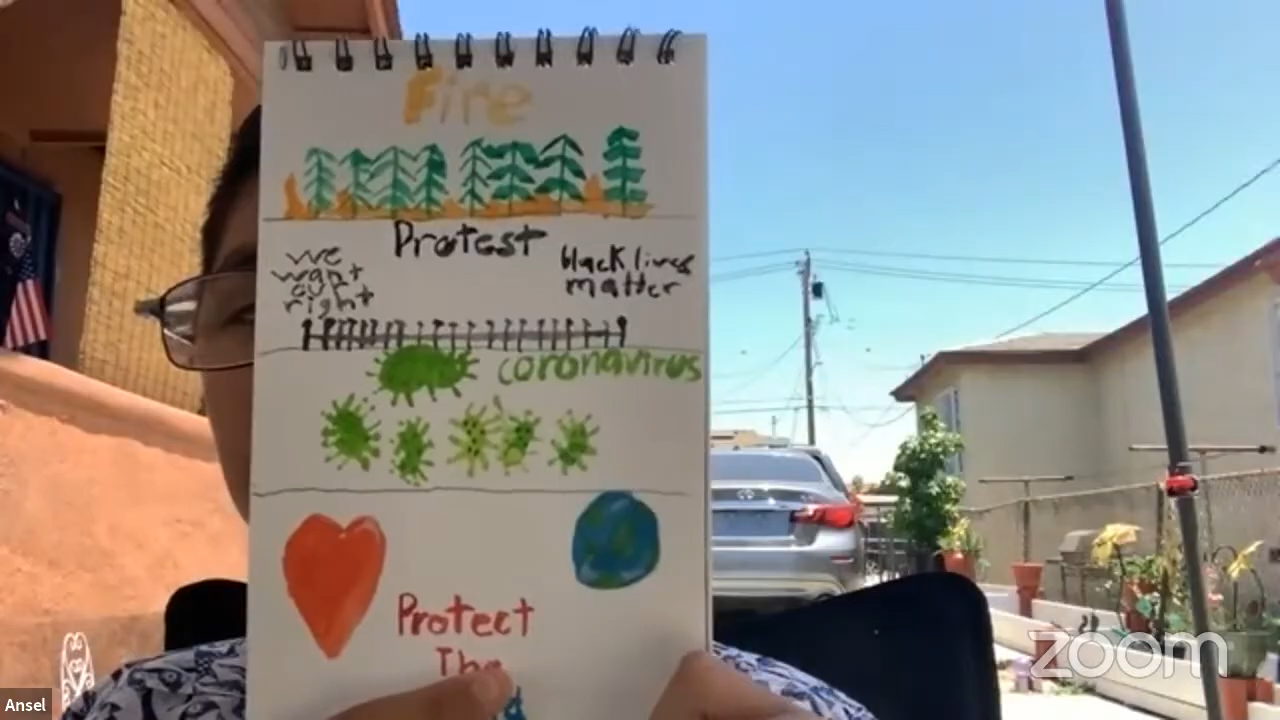 Fire
Protest
we
want
our
right
black lives
matter
coronavirus
Protect
The
zoom
Ansel